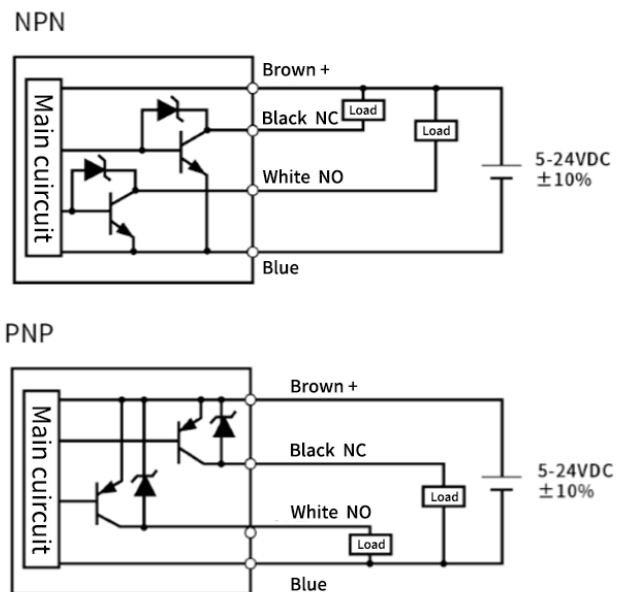 NPN
Main cuircuit
Brown +
Black NC
Load
Load
White NO
Blue
5-24VDC
±10%
PNP
Main cuircuit
Brown +
Black NC
Load
White NO
Load
Blue
5-24VDC
±10%